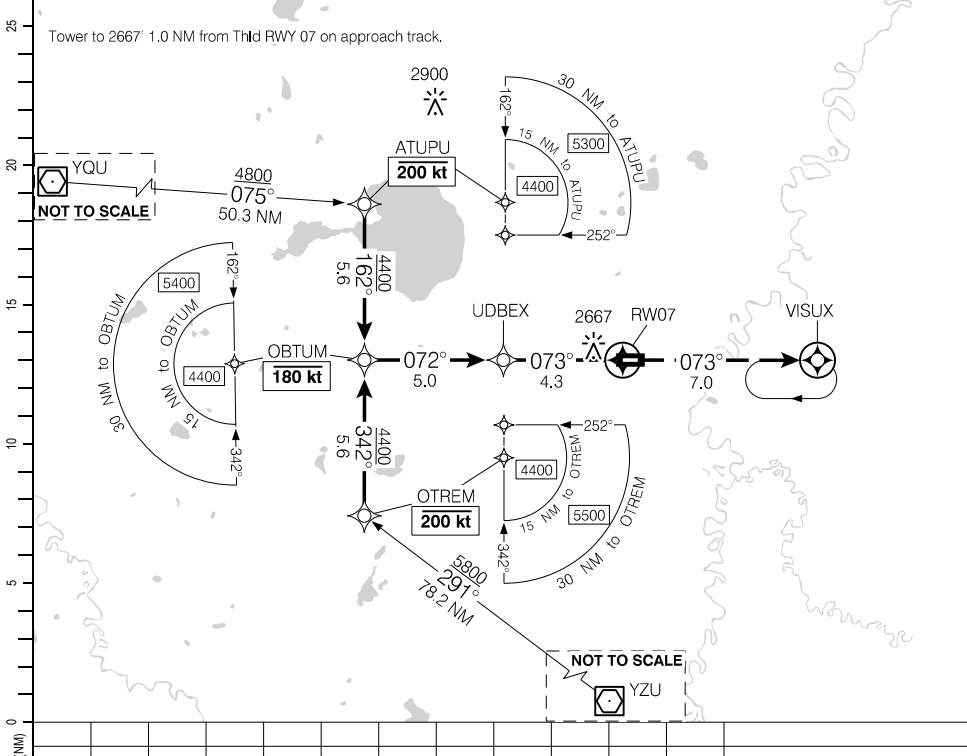 25
Tower to 2667' 1.0 NM from Thld RWY 07 on approach track.
2900
162°
30 NM to ATUPU
5300
15 NM to ATUPU
4400
252°
ATUPU
200 kt
20
YQU
NOT TO SCALE
4800
075°
50.3 NM
4400
162°
5.6
162°
5400
30 NM to OBTUM
15 NM to OBTUM
4400
342°
15
OBTUM
180 kt
072°
5.0
UDBEX
073°
4.3
2667
RW07
073°
7.0
VISUX
4400
342°
5.6
10
OTREM
200 kt
252°
4400
15 NM to OTREM
5500
30 NM to OTREM
342°
5
5800
291°
78.2 NM
NOT TO SCALE
YZU
0
(NM)